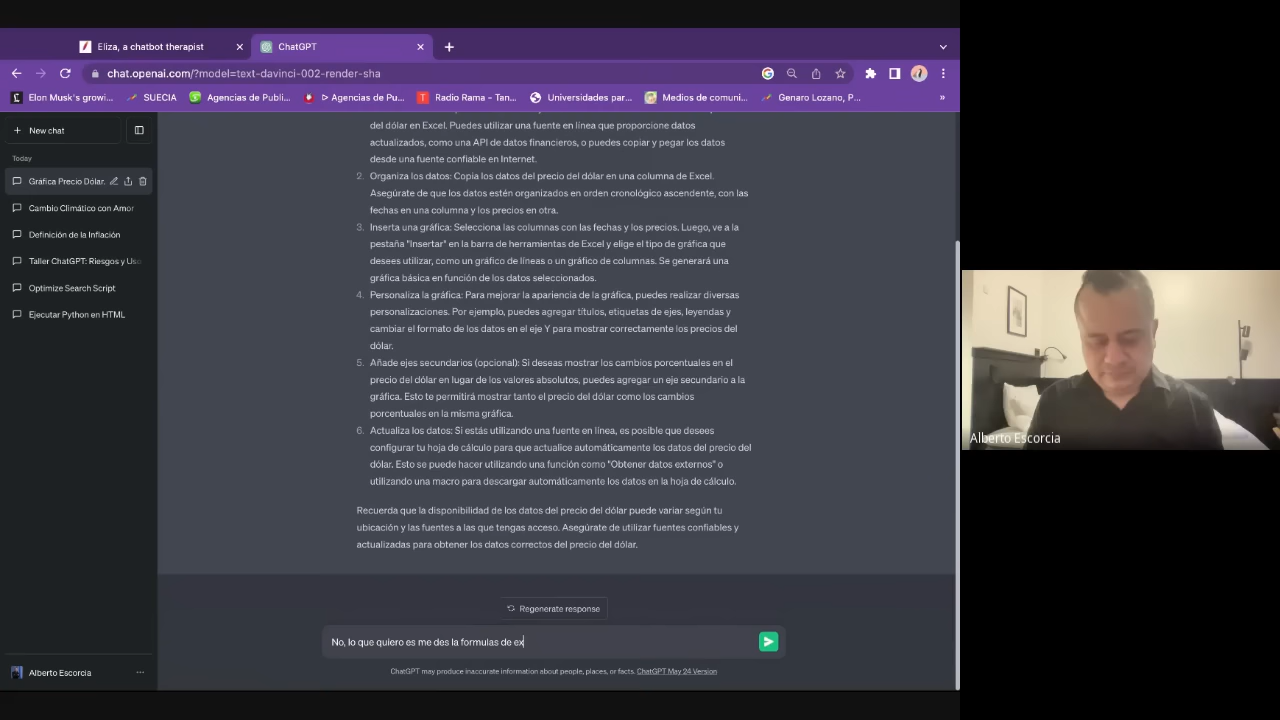 Eliza, a chatbot therapist
ChatGPT
chat.openai.com/?model=text-davinci-002-render-sha
Elon Musk's growi...
SUECIA
Agencias de Publi...
ᐅ Agencias de Pu...
Radio Rama – Tan...
Universidades par...
Medios de comuni...
Genaro Lozano, P...
»
New chat
Today
Gráfica Precio Dólar.
Cambio Climático con Amor
Definición de la Inflación
Taller ChatGPT: Riesgos y Us
Optimize Search Script
Ejecutar Python en HTML
Alberto Escorcia
del dólar en Excel. Puedes utilizar una fuente en línea que proporcione datos
actualizados, como una API de datos financieros, o puedes copiar y pegar los datos
desde una fuente confiable en Internet.
2. Organiza los datos: Copia los datos del precio del dólar en una columna de Excel.
Asegúrate de que los datos estén organizados en orden cronológico ascendente, con las
fechas en una columna y los precios en otra.
3. Inserta una gráfica: Selecciona las columnas con las fechas y los precios. Luego, ve a la
pestaña "Insertar" en la barra de herramientas de Excel y elige el tipo de gráfica que
desees utilizar, como un gráfico de líneas o un gráfico de columnas. Se generará una
gráfica básica en función de los datos seleccionados.
4. Personaliza la gráfica: Para mejorar la apariencia de la gráfica, puedes realizar diversas
personalizaciones. Por ejemplo, puedes agregar títulos, etiquetas de ejes, leyendas y
cambiar el formato de los datos en el eje Y para mostrar correctamente los precios del
dólar.
5. Añade ejes secundarios (opcional): Si deseas mostrar los cambios porcentuales en el
precio del dólar en lugar de los valores absolutos, puedes agregar un eje secundario a la
gráfica. Esto te permitirá mostrar tanto el precio del dólar como los cambios
porcentuales en la misma gráfica.
6. Actualiza los datos: Si estás utilizando una fuente en línea, es posible que desees
configurar tu hoja de cálculo para que actualice automáticamente los datos del precio del
dólar. Esto se puede hacer utilizando una función como "Obtener datos externos" o
utilizando una macro para descargar automáticamente los datos en la hoja de cálculo.
Recuerda que la disponibilidad de los datos del precio del dólar puede variar según tu
ubicación y las fuentes a las que tengas acceso. Asegúrate de utilizar fuentes confiables y
actualizadas para obtener los datos correctos del precio del dólar.
Regenerate response
No, lo que quiero es me des la formulas de ex
ChatGPT may produce inaccurate information about people, places, or facts. ChatGPT May 24 Version
Alberto Escorcia